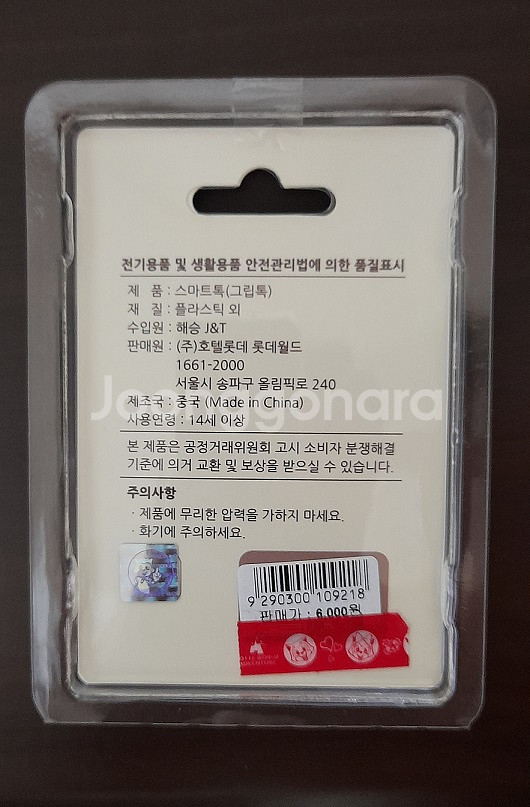 전기용품 및 생활용품 안전관리법에 의한 품질표시
제 품 : 스마트톡(그립톡)
재 질 : 플라스틱 외
수입원 : 해승 J&T
판매원 : (주)호텔롯데 롯데월드
1661-2000
서울시 송파구 올림픽로 240
제조국 : 중국 (Made in China)
사용연령 : 14세 이상
Joonggonara
본 제품은 공정거래위원회 고시 소비자 분쟁해결
기준에 의거 교환 및 보상을 받으실 수 있습니다.
주의사항
· 제품에 무리한 압력을 가하지 마세요.
· 화기에 주의하세요.
9 290300 109218
판매가 : 6,000원